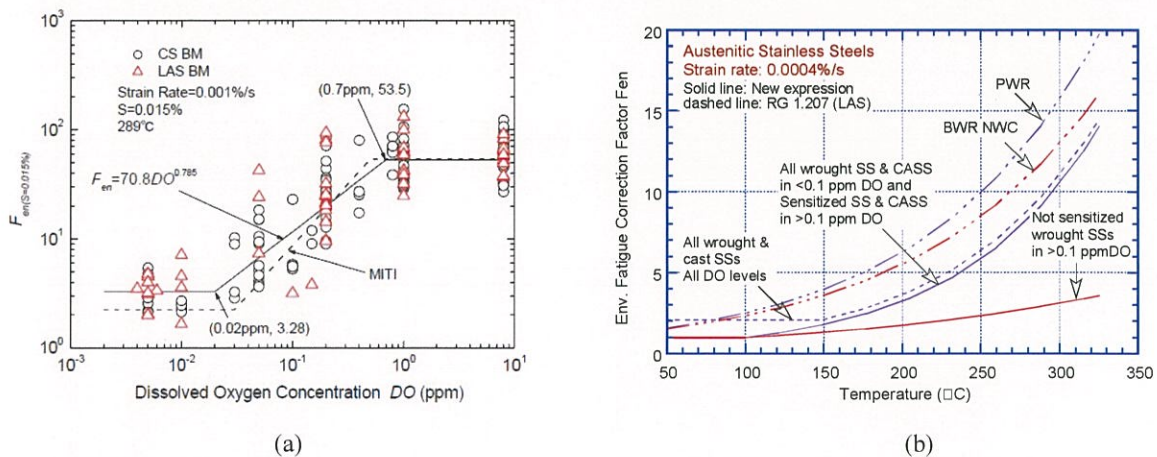 10³
10²
10¹
10⁰
10⁻³
10⁻²
10⁻¹
10⁰
10¹
F en(S=0.015%)
Dissolved Oxygen Concentration DO (ppm)
CS BM
LAS BM
Strain Rate=0.001%/s
S=0.015%
289°C
(0.7ppm, 53.5)
F en=70.8DO^0.785
MITI
(0.02ppm, 3.28)
(a)
20
15
10
5
0
50
100
150
200
250
300
350
Env. Fatigue Correction Factor Fen
Temperature (□C)
Austenitic Stainless Steels
Strain rate: 0.0004%/s
Solid line: New expression
dashed line: RG 1.207 (LAS)
PWR
BWR NWC
All wrought SS & CASS
in <0.1 ppm DO and
Sensitized SS & CASS
in >0.1 ppm DO
All wrought &
cast SSs
All DO levels
Not sensitized
wrought SSs
in >0.1 ppmDO
(b)